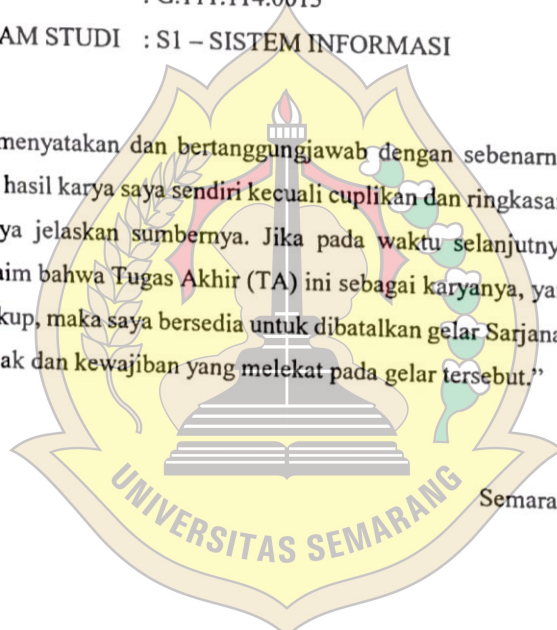 AM STUDI : S1 – SISTEM INFORMASI
menyatakan dan bertanggungjawab dengan sebenarn
hasil karya saya sendiri kecuali cuplikan dan ringkasa
ya jelaskan sumbernya. Jika pada waktu selanjutny
im bahwa Tugas Akhir (TA) ini sebagai karyanya, ya
kup, maka saya bersedia untuk dibatalkan gelar Sarjana
ak dan kewajiban yang melekat pada gelar tersebut.”
Semara
UNIVERSITAS SEMARANG